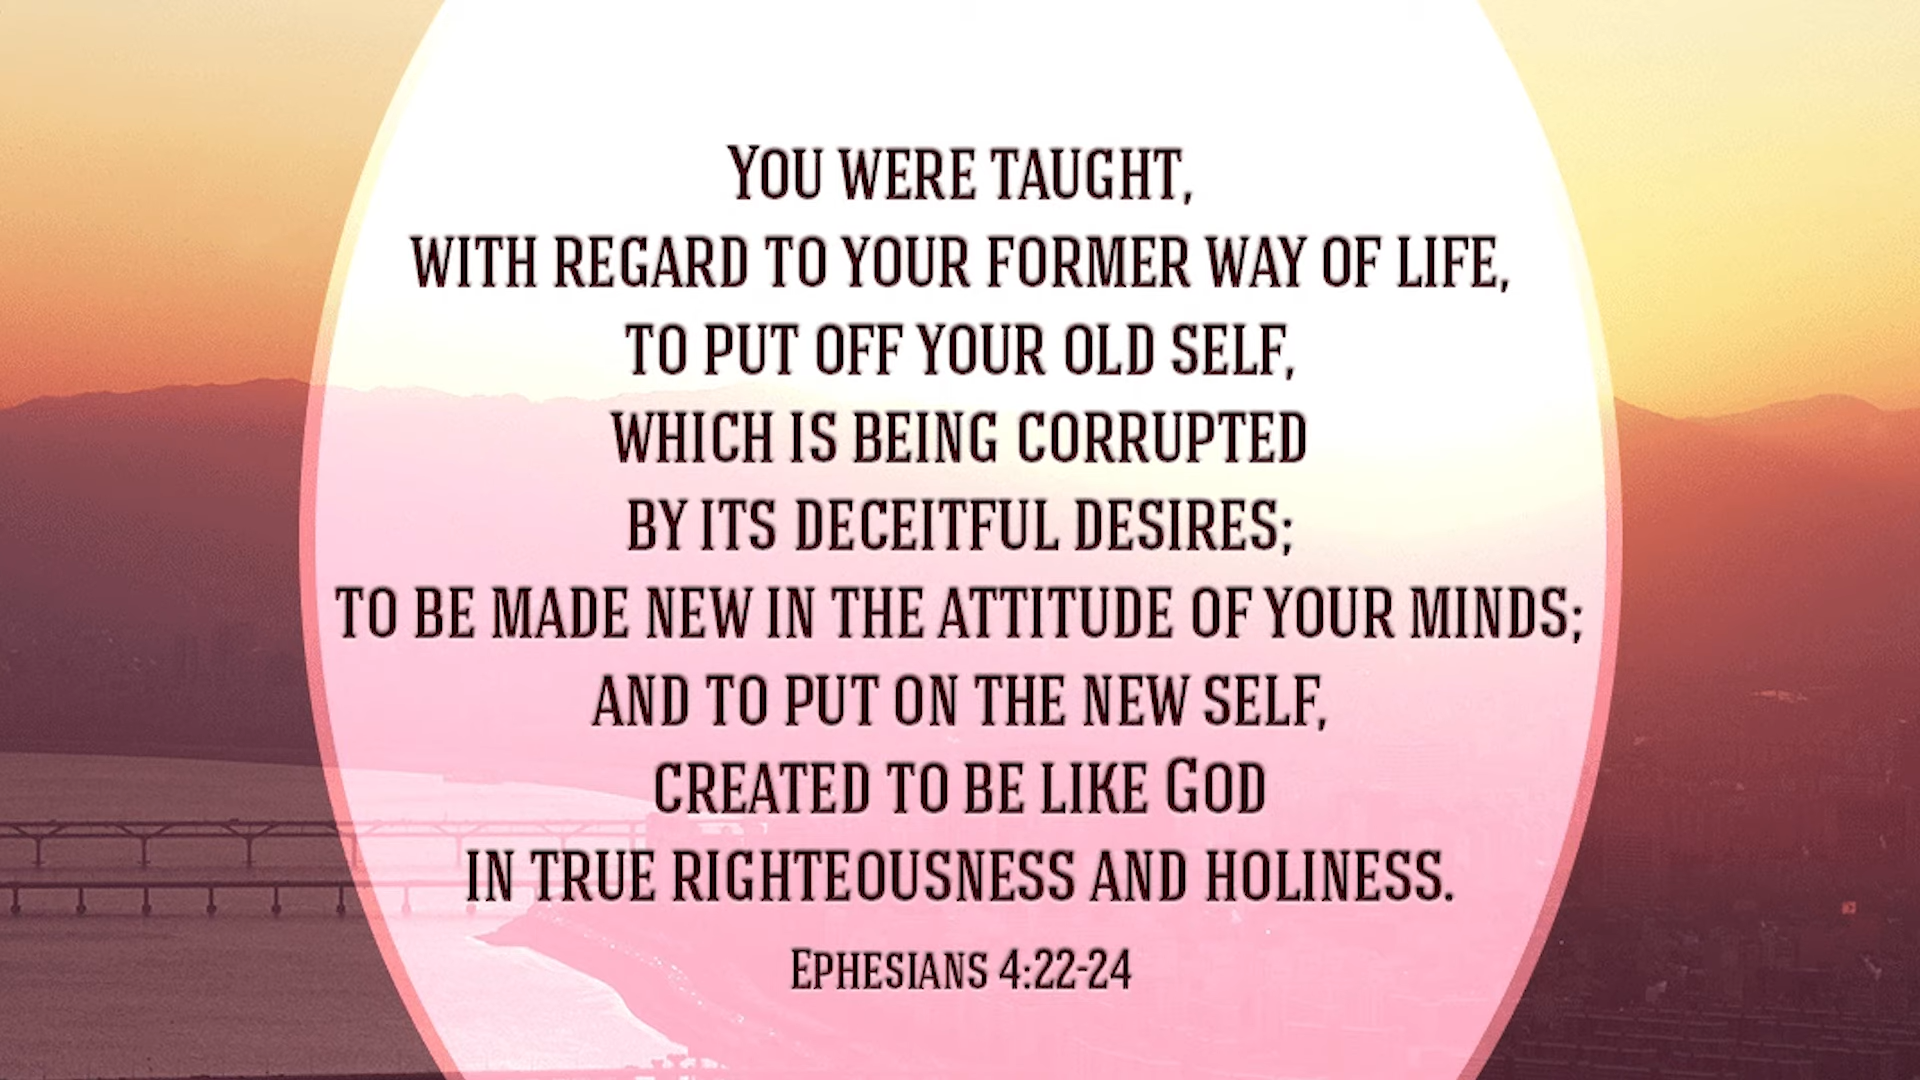 You were taught,
with regard to your former way of life,
to put off your old self,
which is being corrupted
by its deceitful desires;
to be made new in the attitude of your minds;
and to put on the new self,
created to be like God
in true righteousness and holiness.
Ephesians 4:22-24